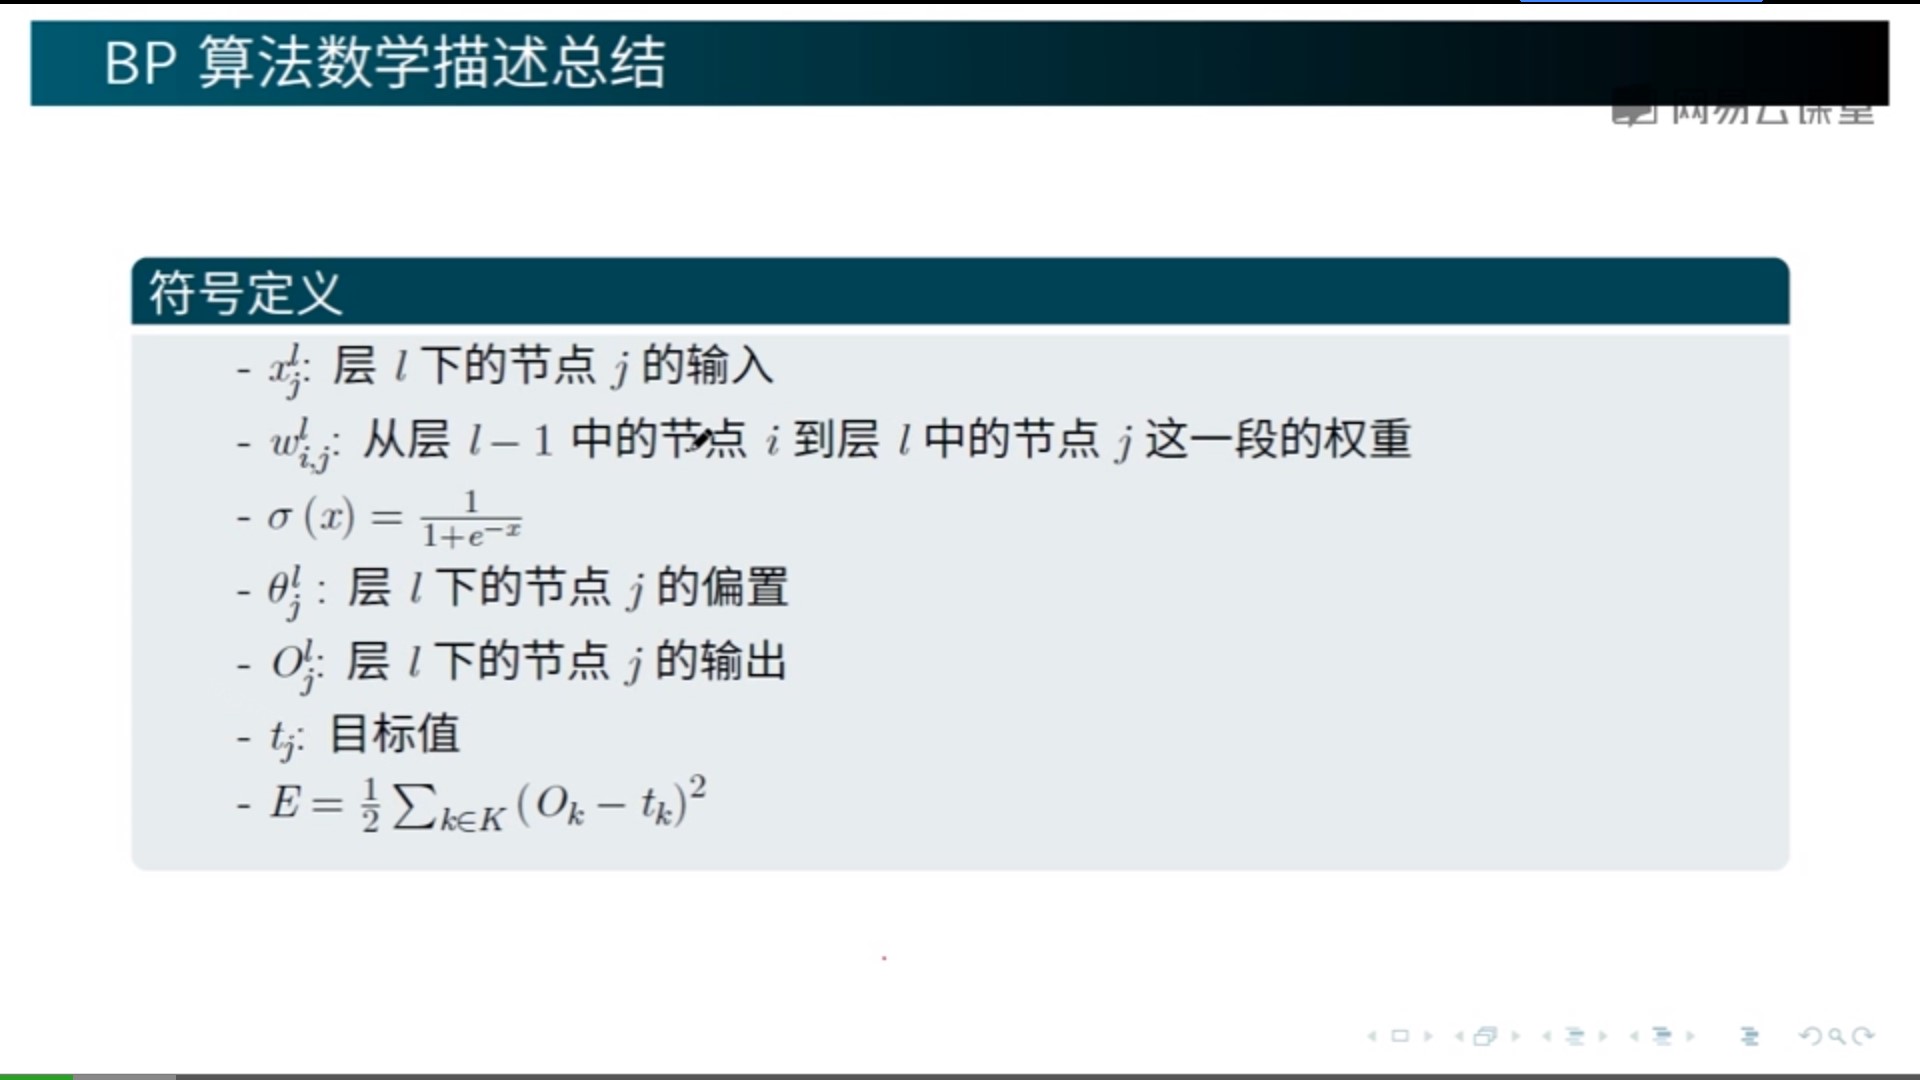 BP 算法数学描述总结
网易云课堂
符号定义
- $x_j^l$: 层 $l$ 下的节点 $j$ 的输入
- $w_{i,j}^l$: 从层 $l-1$ 中的节点 $i$ 到层 $l$ 中的节点 $j$ 这一段的权重
- $\sigma(x) = \frac{1}{1+e^{-x}}$
- $\theta_j^l$ : 层 $l$ 下的节点 $j$ 的偏置
- $O_j^l$: 层 $l$ 下的节点 $j$ 的输出
- $t_j$: 目标值
- $E = \frac{1}{2}\sum_{k \in K}(O_k - t_k)^2$